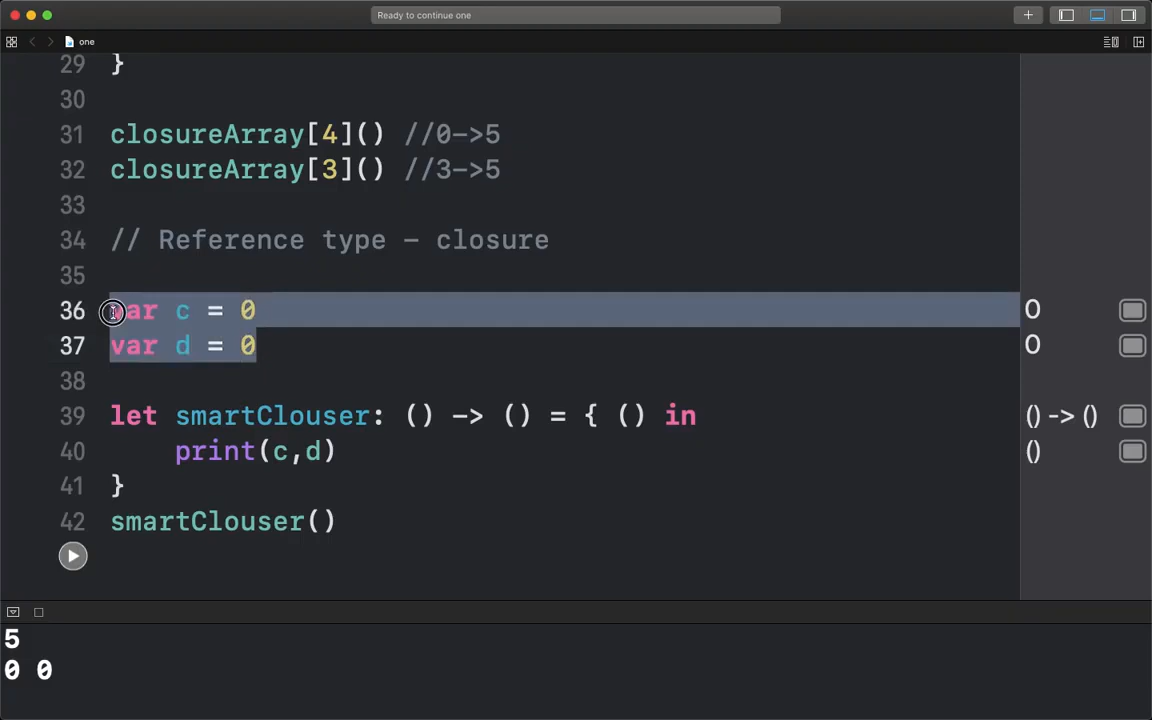 Ready to continue one
one
29 }
30
31 closureArray[4]() //0->5
32 closureArray[3]() //3->5
33
34 // Reference type - closure
35
36 var c = 0 0
37 var d = 0 0
38
39 let smartClouser: () -> () = { () in () -> ()
40 print(c,d) ()
41 }
42 smartClouser()
5
0 0